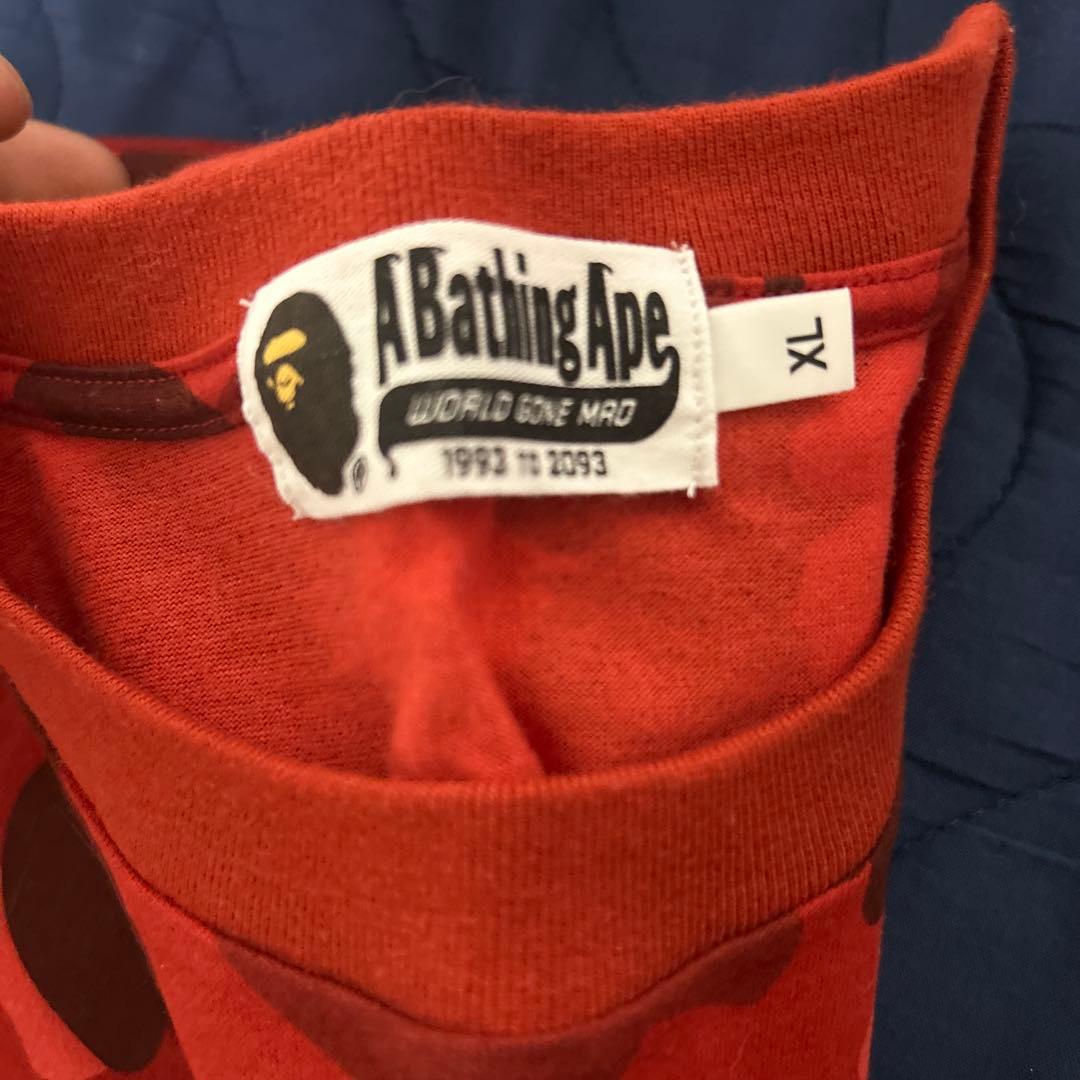 A Bathing Ape
WORLD GONE MAD
1993 TO 2093
®
XL